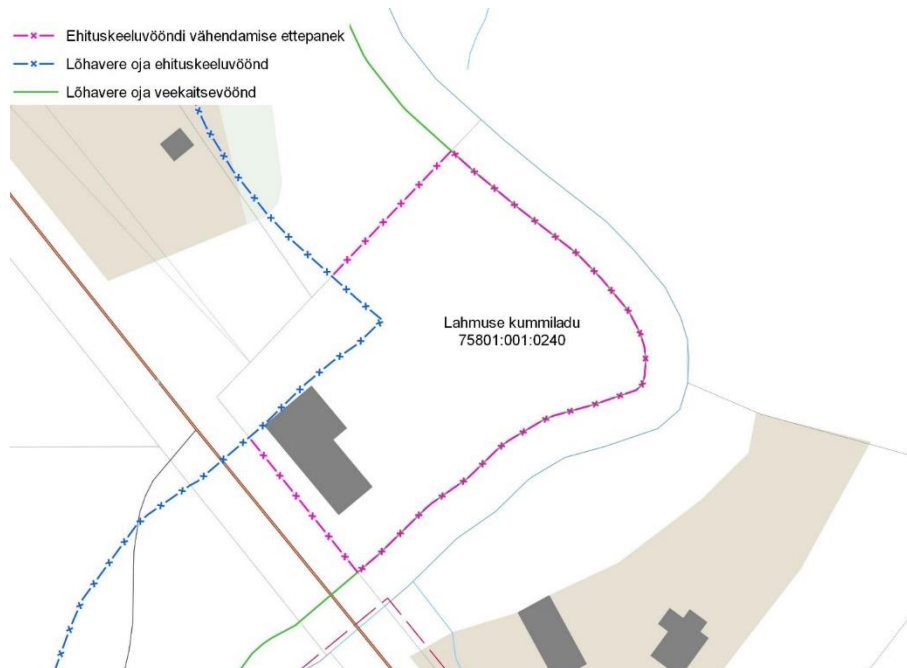 Ehituskeeluvööndi vähendamise ettepanek
Lõhavere oja ehituskeeluvöönd
Lõhavere oja veekaitsevöönd
Lahmuse kummiladu
75801:001:0240